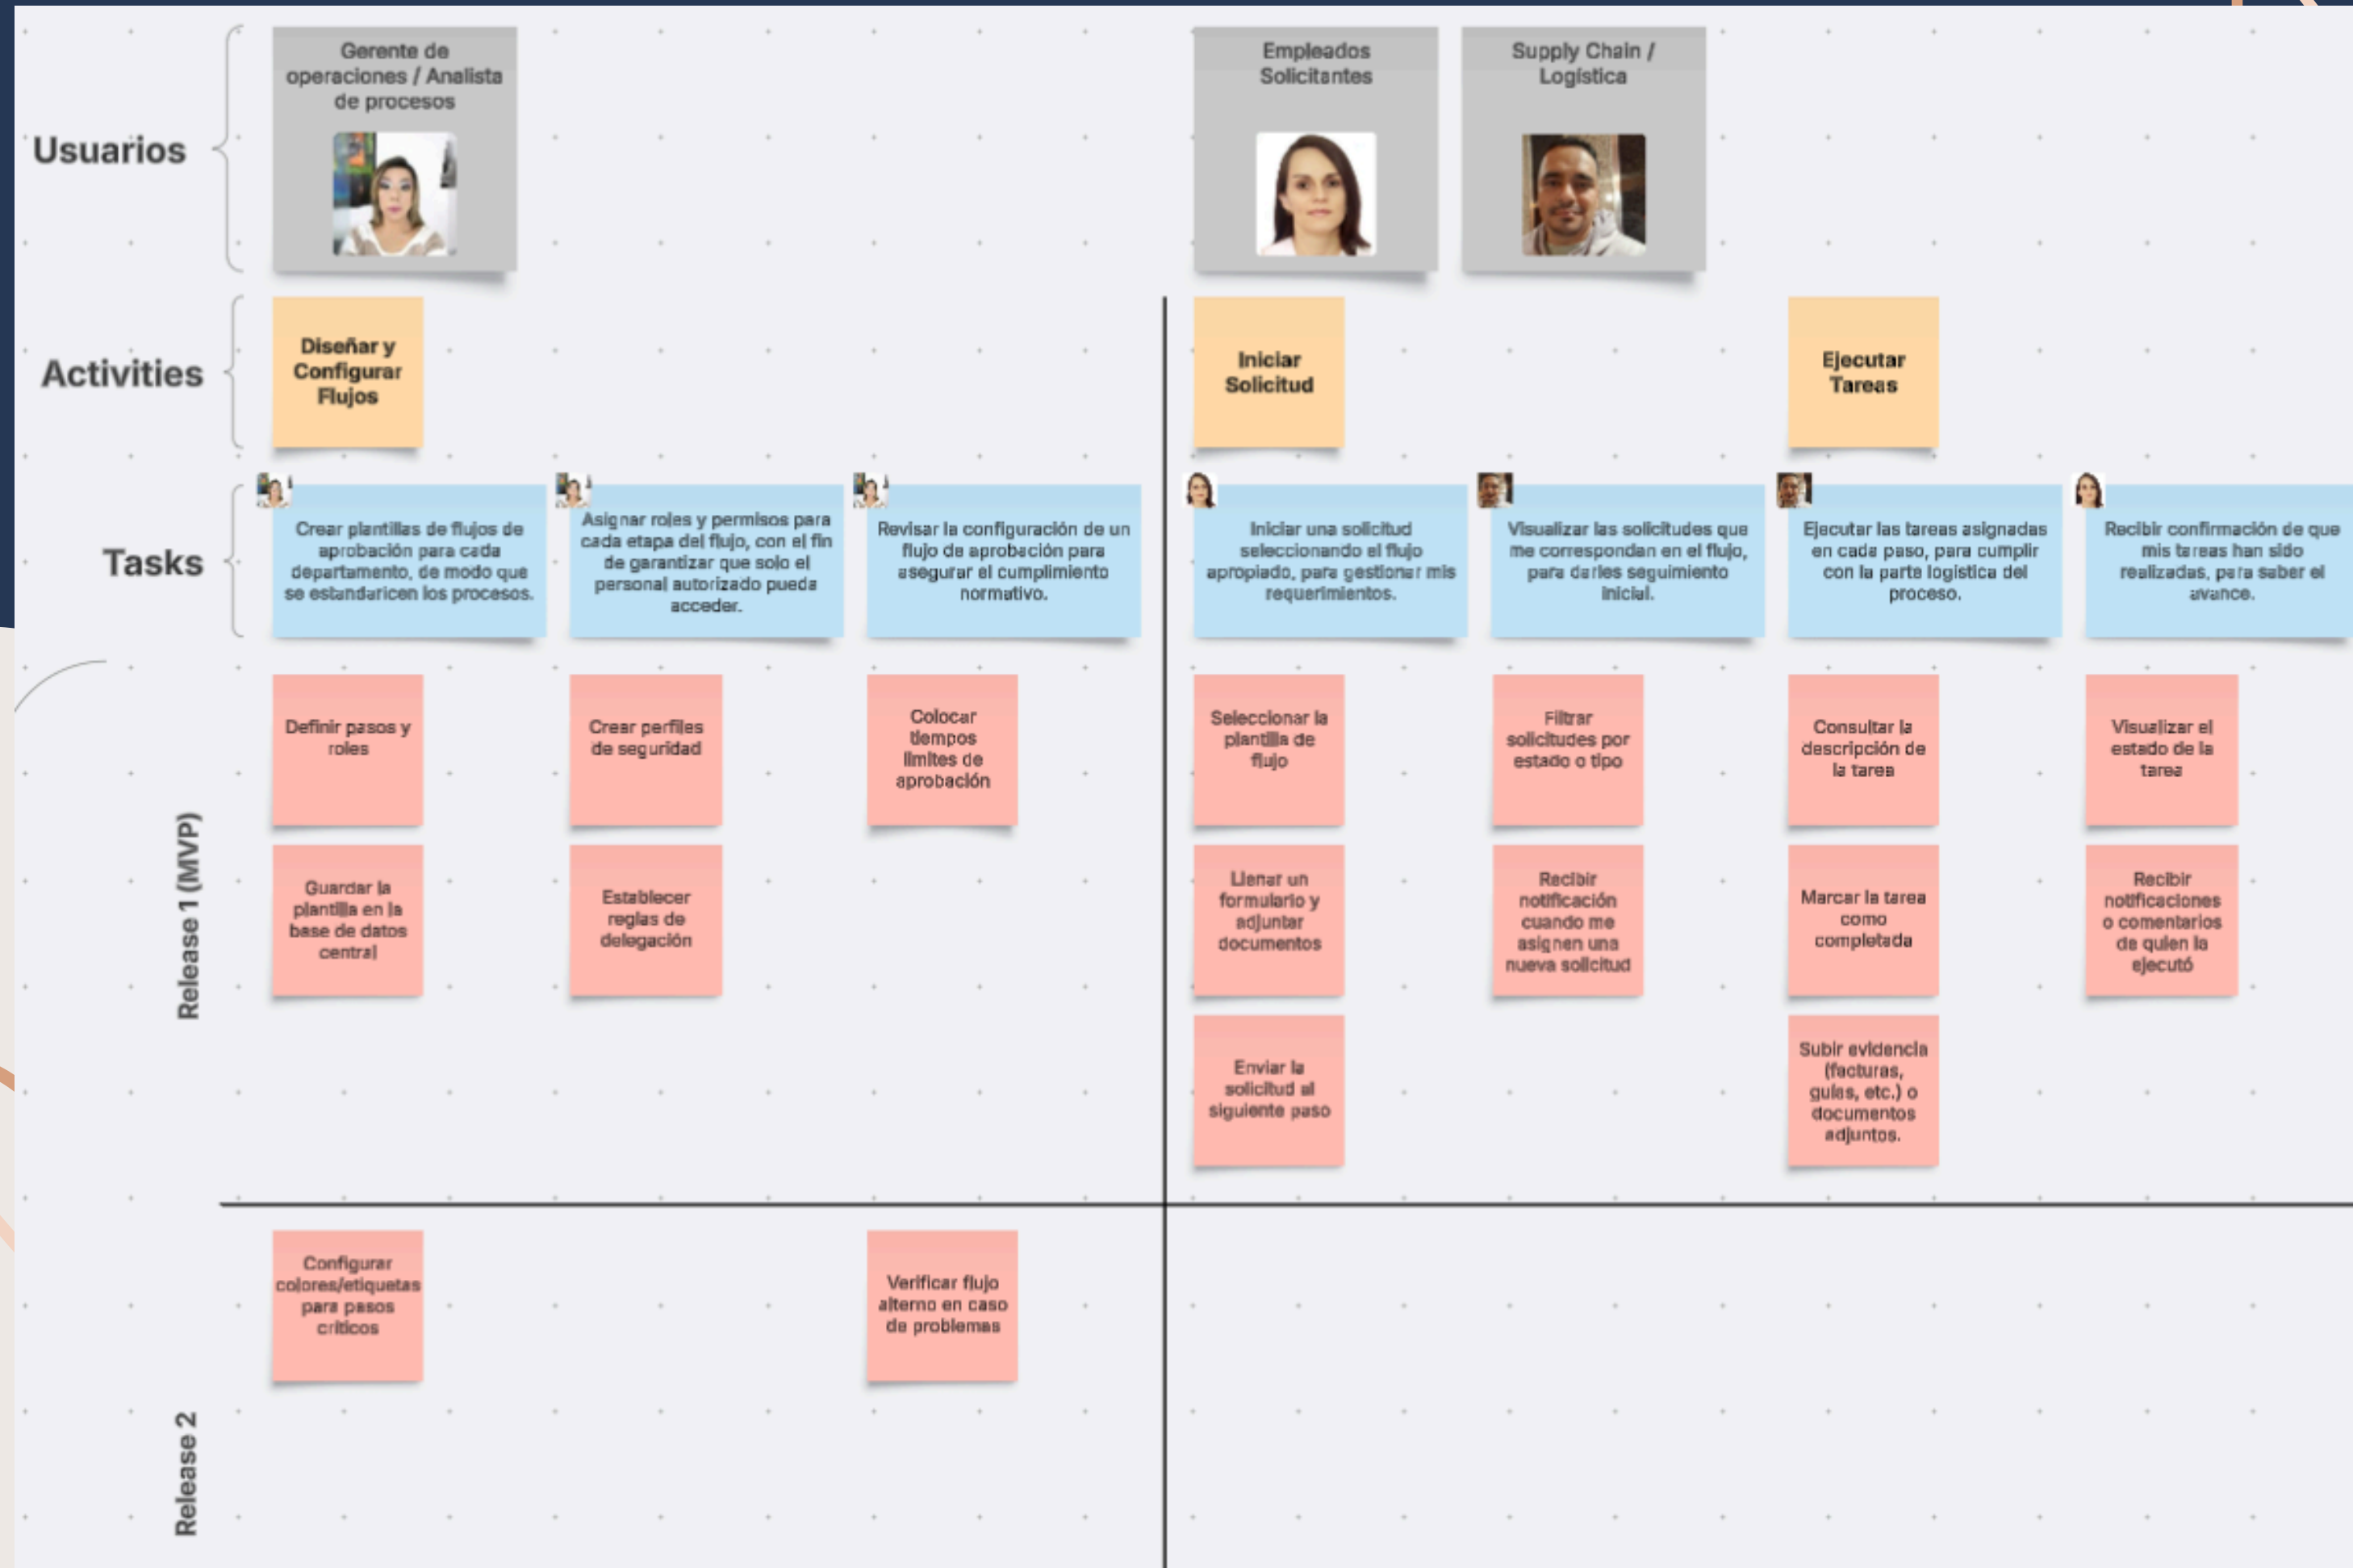 Usuarios
Gerente de
operaciones / Analista
de procesos
Empleados
Solicitantes
Supply Chain /
Logística
Activities
Diseñar y
Configurar
Flujos
Iniciar
Solicitud
Ejecutar
Tareas
Tasks
Crear plantillas de flujos de
aprobación para cada
departamento, de modo que
se estandaricen los procesos.
Asignar roles y permisos para
cada etapa del flujo, con el fin
de garantizar que solo el
personal autorizado pueda
acceder.
Revisar la configuración de un
flujo de aprobación para
asegurar el cumplimiento
normativo.
Iniciar una solicitud
seleccionando el flujo
apropiado, para gestionar mis
requerimientos.
Visualizar las solicitudes que
me correspondan en el flujo,
para darles seguimiento
inicial.
Ejecutar las tareas asignadas
en cada paso, para cumplir
con la parte logística del
proceso.
Recibir confirmación de que
mis tareas han sido
realizadas, para saber el
avance.
Release 1 (MVP)
Definir pasos y
roles
Crear perfiles
de seguridad
Colocar
tiempos
límites de
aprobación
Seleccionar la
plantilla de
flujo
Filtrar
solicitudes por
estado o tipo
Consultar la
descripción de
la tarea
Visualizar el
estado de la
tarea
Guardar la
plantilla en la
base de datos
central
Establecer
reglas de
delegación
Llenar un
formulario y
adjuntar
documentos
Recibir
notificación
cuando me
asignen una
nueva solicitud
Marcar la tarea
como
completada
Recibir
notificaciones
o comentarios
de quien la
ejecutó
Enviar la
solicitud al
siguiente paso
Subir evidencia
(facturas,
guías, etc.) o
documentos
adjuntos.
Release 2
Configurar
colores/etiquetas
para pasos
críticos
Verificar flujo
alterno en caso
de problemas